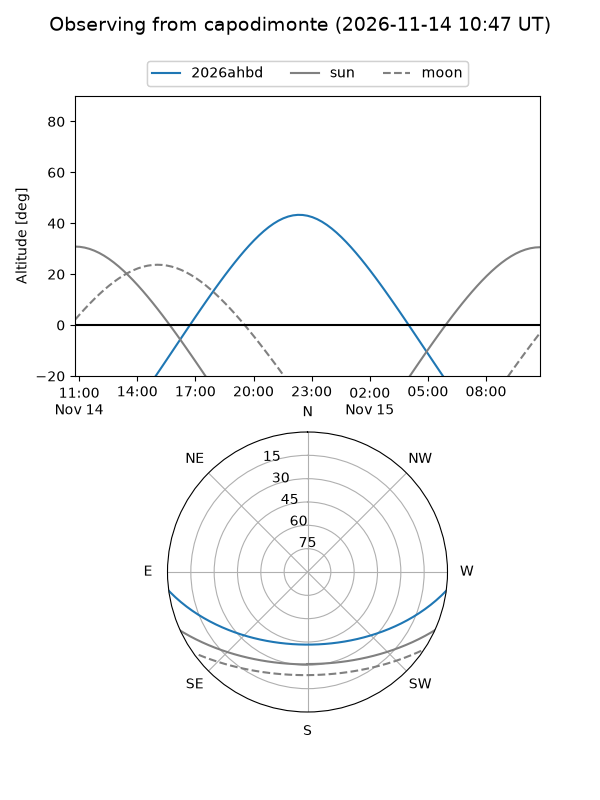 Observing from capodimonte (2026-11-14 10:47 UT)
2026ahbd sun moon
Altitude [deg]
80
60
40
20
0
−20
11:00 14:00 17:00 20:00 23:00 02:00 05:00 08:00
Nov 14 Nov 15
N
NE NW
15
30
45
60
75
E W
SE SW
S